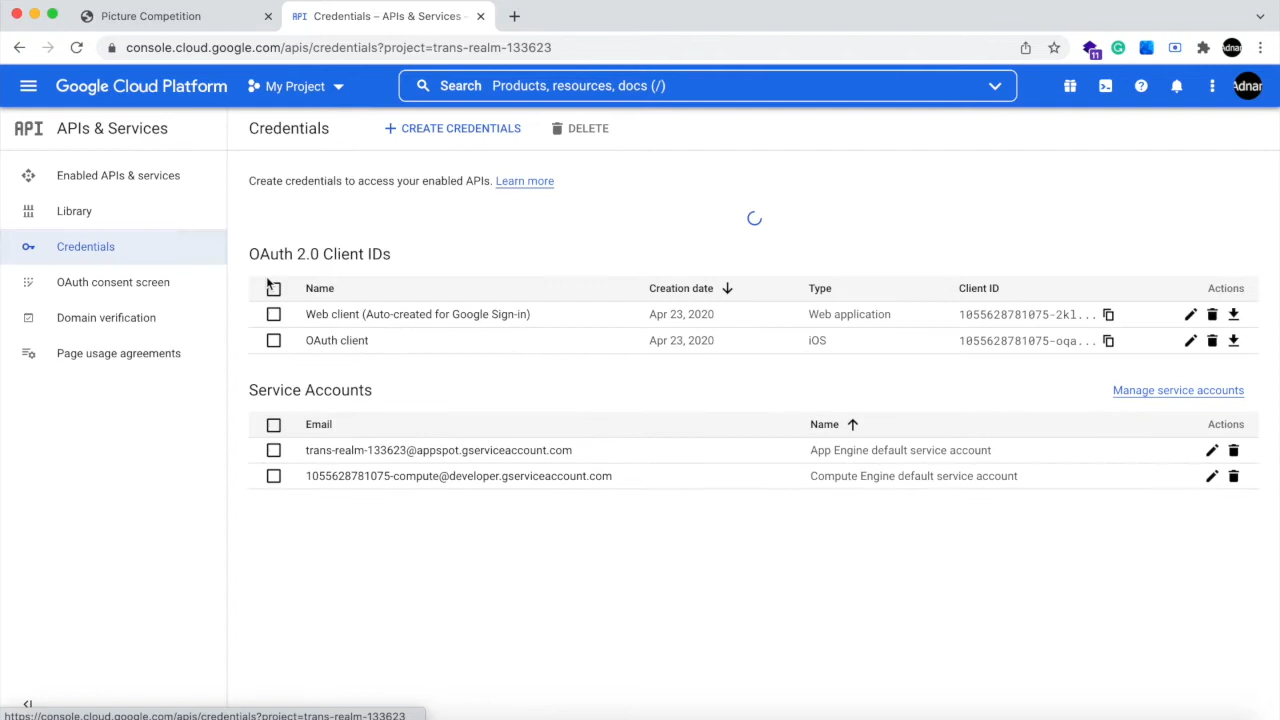 Picture Competition
API Credentials – APIs & Services –
console.cloud.google.com/apis/credentials?project=trans-realm-133623
11
Adnan
Google Cloud Platform
My Project
Search Products, resources, docs (/)
Adnan
API APIs & Services
Credentials
+ CREATE CREDENTIALS
DELETE
Enabled APIs & services
Library
Credentials
OAuth consent screen
Domain verification
Page usage agreements
Create credentials to access your enabled APIs. Learn more
OAuth 2.0 Client IDs
Name Creation date Type Client ID Actions
Web client (Auto-created for Google Sign-in) Apr 23, 2020 Web application 1055628781075-2kl...
OAuth client Apr 23, 2020 iOS 1055628781075-oqa...
Service Accounts Manage service accounts
Email Name Actions
trans-realm-133623@appspot.gserviceaccount.com App Engine default service account
1055628781075-compute@developer.gserviceaccount.com Compute Engine default service account
https://console.cloud.google.com/apis/credentials?project=trans-realm-133623